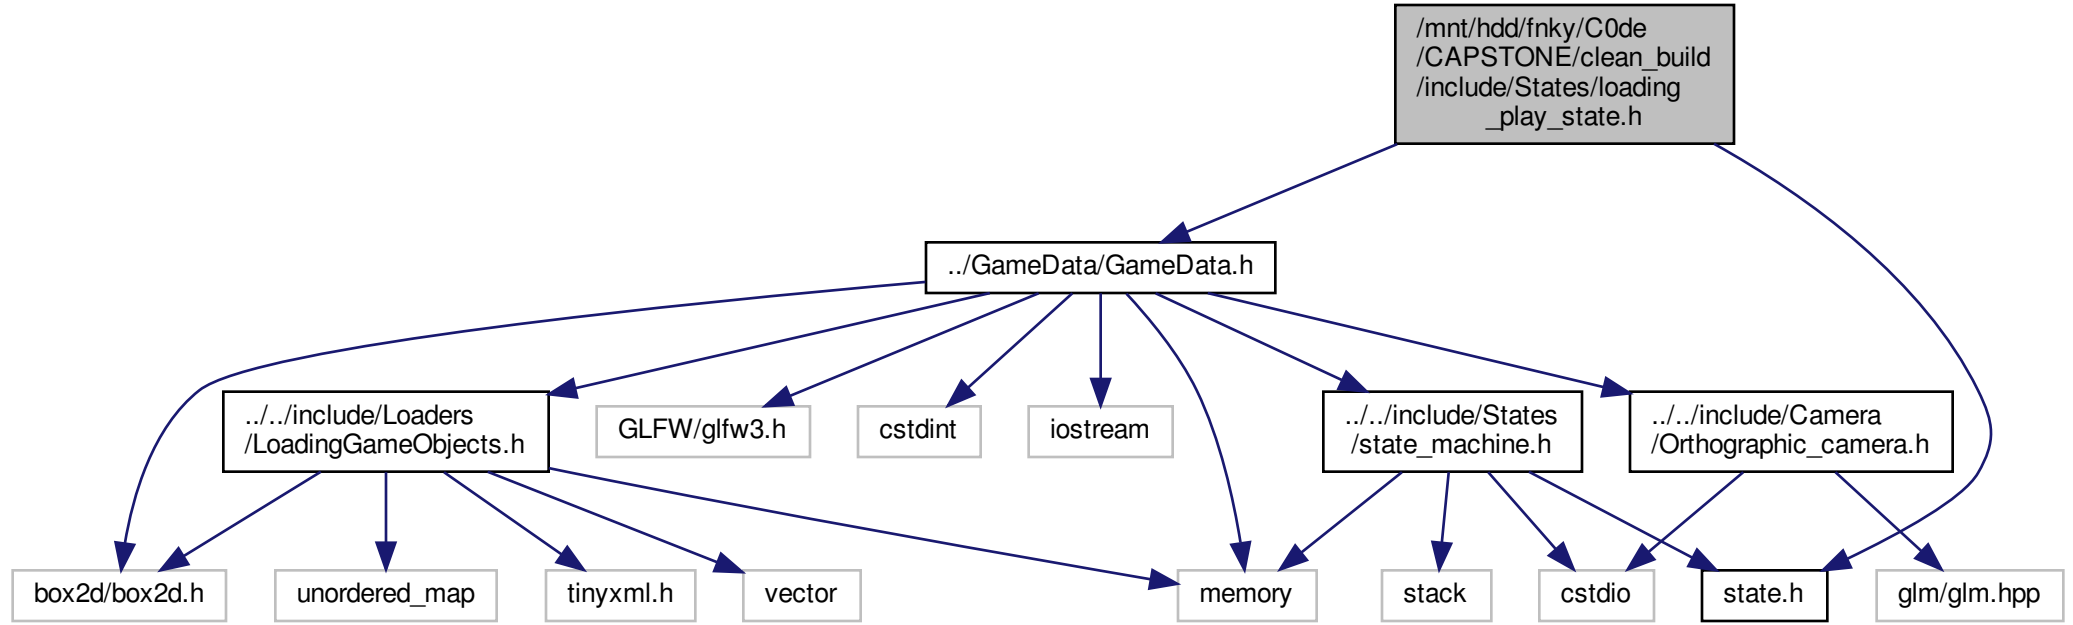 /mnt/hdd/fnky/C0de
/CAPSTONE/clean_build
/include/States/loading
_play_state.h
../GameData/GameData.h
../../include/Loaders
/LoadingGameObjects.h
GLFW/glfw3.h
cstdint
iostream
../../include/States
/state_machine.h
../../include/Camera
/Orthographic_camera.h
box2d/box2d.h
unordered_map
tinyxml.h
vector
memory
stack
cstdio
state.h
glm/glm.hpp